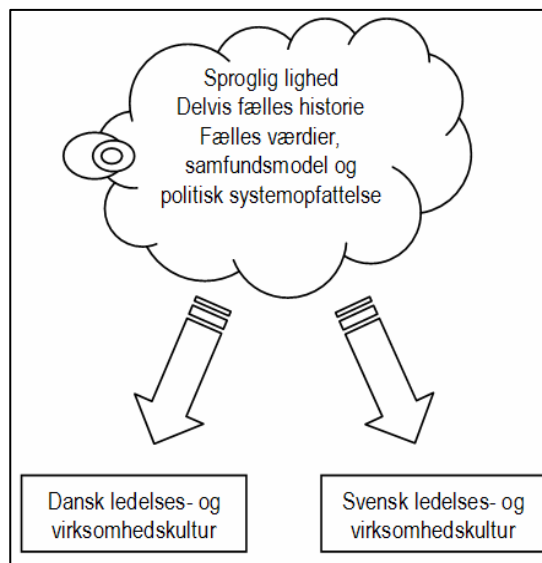 Sproglig lighed
Delvis fælles historie
Fælles værdier,
samfundsmodel og
politisk systemopfattelse
Dansk ledelses- og
virksomhedskultur
Svensk ledelses- og
virksomhedskultur